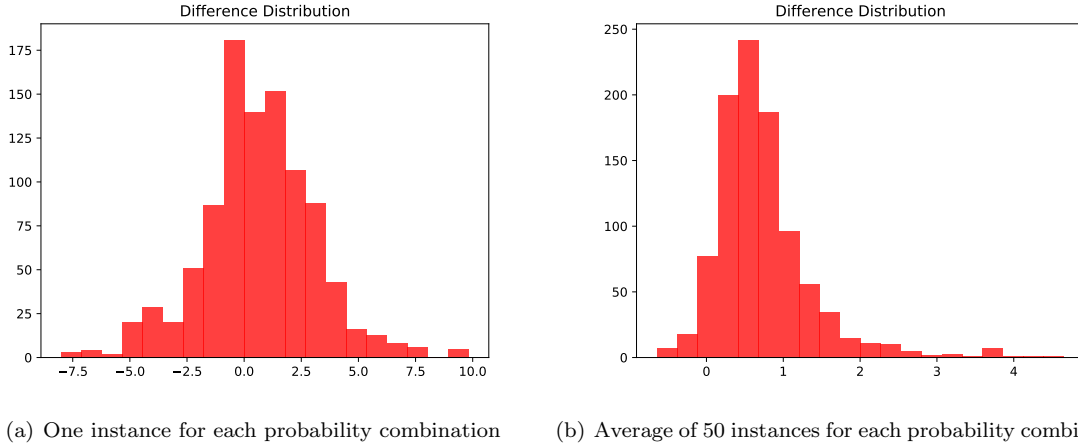 Difference Distribution
175
150
125
100
75
50
25
0
−7.5 −5.0 −2.5 0.0 2.5 5.0 7.5 10.0
(a) One instance for each probability combination
Difference Distribution
250
200
150
100
50
0
0 1 2 3 4
(b) Average of 50 instances for each probability combi